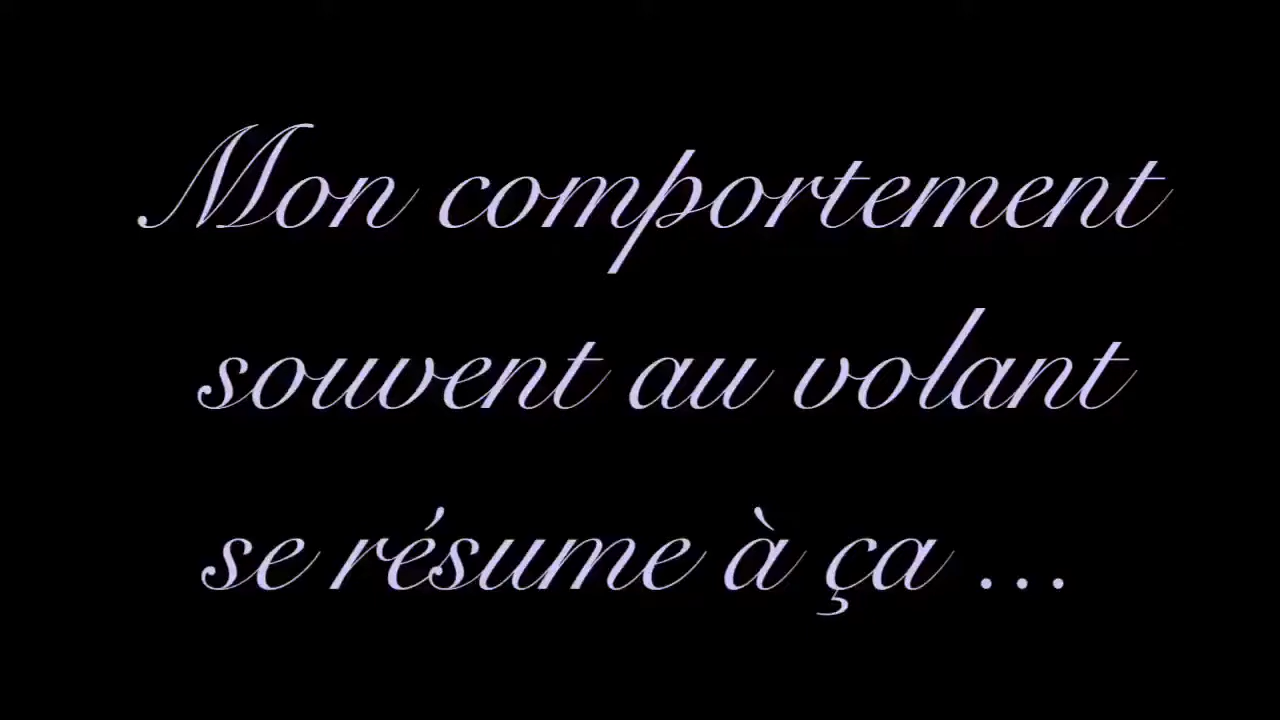 Mon comportement
souvent au volant
se résume à ça ...